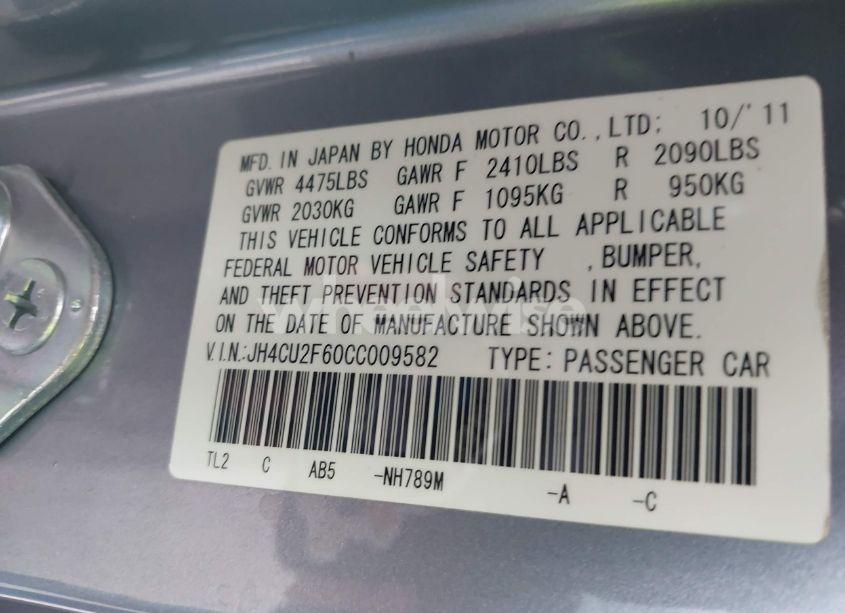 MFD. IN JAPAN BY HONDA MOTOR CO.,LTD; 10/'11
GVWR 4475LBS GAWR F 2410LBS R 2090LBS
GVWR 2030KG GAWR F 1095KG R 950KG
THIS VEHICLE CONFORMS TO ALL APPLICABLE
FEDERAL MOTOR VEHICLE SAFETY , BUMPER,
AND THEFT PREVENTION STANDARDS IN EFFECT
ON THE DATE OF MANUFACTURE SHOWN ABOVE.
V.I.N.:JH4CU2F60CC009582 TYPE: PASSENGER CAR
TL2 C AB5 -NH789M -A -C